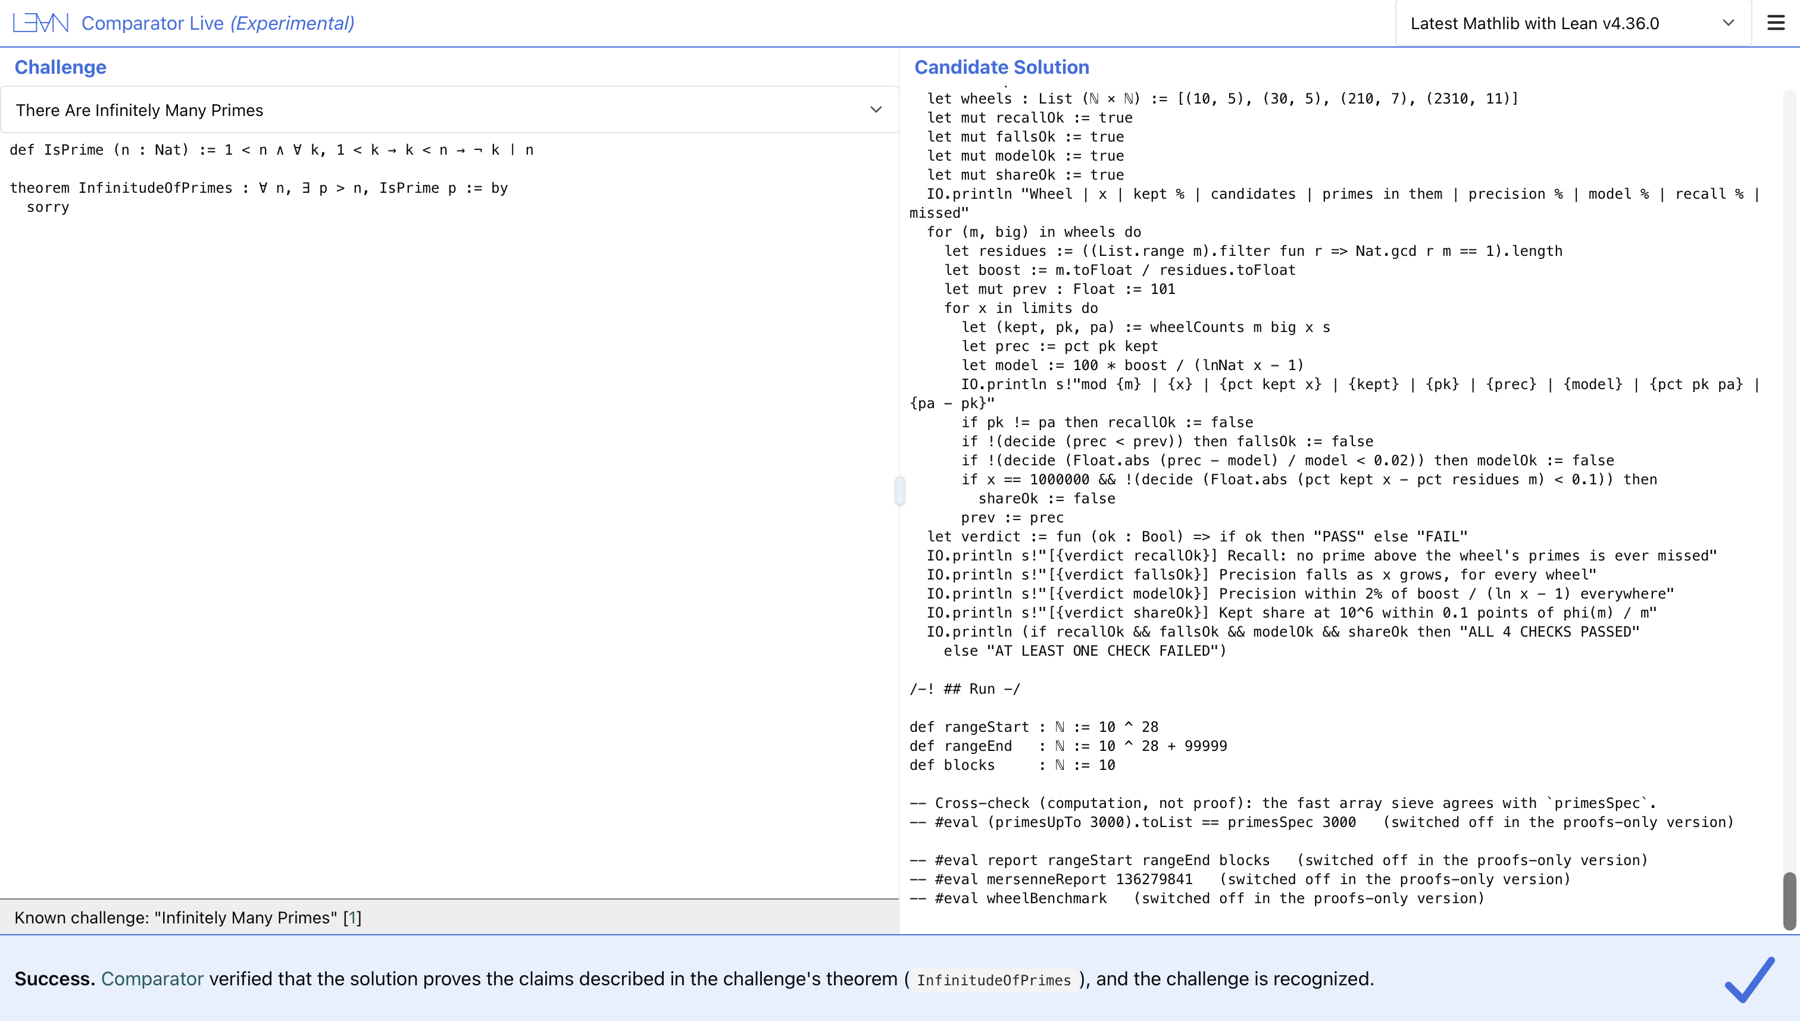 LEAN Comparator Live (Experimental)
Latest Mathlib with Lean v4.36.0
Challenge
There Are Infinitely Many Primes
def IsPrime (n : Nat) := 1 < n ∧ ∀ k, 1 < k → k < n → ¬ k ∣ n
theorem InfinitudeOfPrimes : ∀ n, ∃ p > n, IsPrime p := by
  sorry
Known challenge: "Infinitely Many Primes" [1]
Candidate Solution
  let wheels : List (ℕ × ℕ) := [(10, 5), (30, 5), (210, 7), (2310, 11)]
  let mut recallOk := true
  let mut fallsOk := true
  let mut modelOk := true
  let mut shareOk := true
  IO.println "Wheel | x | kept % | candidates | primes in them | precision % | model % | recall % |
missed"
  for (m, big) in wheels do
    let residues := ((List.range m).filter fun r => Nat.gcd r m == 1).length
    let boost := m.toFloat / residues.toFloat
    let mut prev : Float := 101
    for x in limits do
      let (kept, pk, pa) := wheelCounts m big x s
      let prec := pct pk kept
      let model := 100 * boost / (lnNat x - 1)
      IO.println s!"mod {m} | {x} | {pct kept x} | {kept} | {pk} | {prec} | {model} | {pct pk pa} |
{pa - pk}"
      if pk != pa then recallOk := false
      if !(decide (prec < prev)) then fallsOk := false
      if !(decide (Float.abs (prec - model) / model < 0.02)) then modelOk := false
      if x == 1000000 && !(decide (Float.abs (pct kept x - pct residues m) < 0.1)) then
        shareOk := false
      prev := prec
  let verdict := fun (ok : Bool) => if ok then "PASS" else "FAIL"
  IO.println s!"[{verdict recallOk}] Recall: no prime above the wheel's primes is ever missed"
  IO.println s!"[{verdict fallsOk}] Precision falls as x grows, for every wheel"
  IO.println s!"[{verdict modelOk}] Precision within 2% of boost / (ln x - 1) everywhere"
  IO.println s!"[{verdict shareOk}] Kept share at 10^6 within 0.1 points of phi(m) / m"
  IO.println (if recallOk && fallsOk && modelOk && shareOk then "ALL 4 CHECKS PASSED"
    else "AT LEAST ONE CHECK FAILED")
/-! ## Run -/
def rangeStart : ℕ := 10 ^ 28
def rangeEnd   : ℕ := 10 ^ 28 + 99999
def blocks     : ℕ := 10
-- Cross-check (computation, not proof): the fast array sieve agrees with `primesSpec`.
-- #eval (primesUpTo 3000).toList == primesSpec 3000   (switched off in the proofs-only version)
-- #eval report rangeStart rangeEnd blocks   (switched off in the proofs-only version)
-- #eval mersenneReport 136279841   (switched off in the proofs-only version)
-- #eval wheelBenchmark   (switched off in the proofs-only version)
Success. Comparator verified that the solution proves the claims described in the challenge's theorem ( InfinitudeOfPrimes ), and the challenge is recognized.